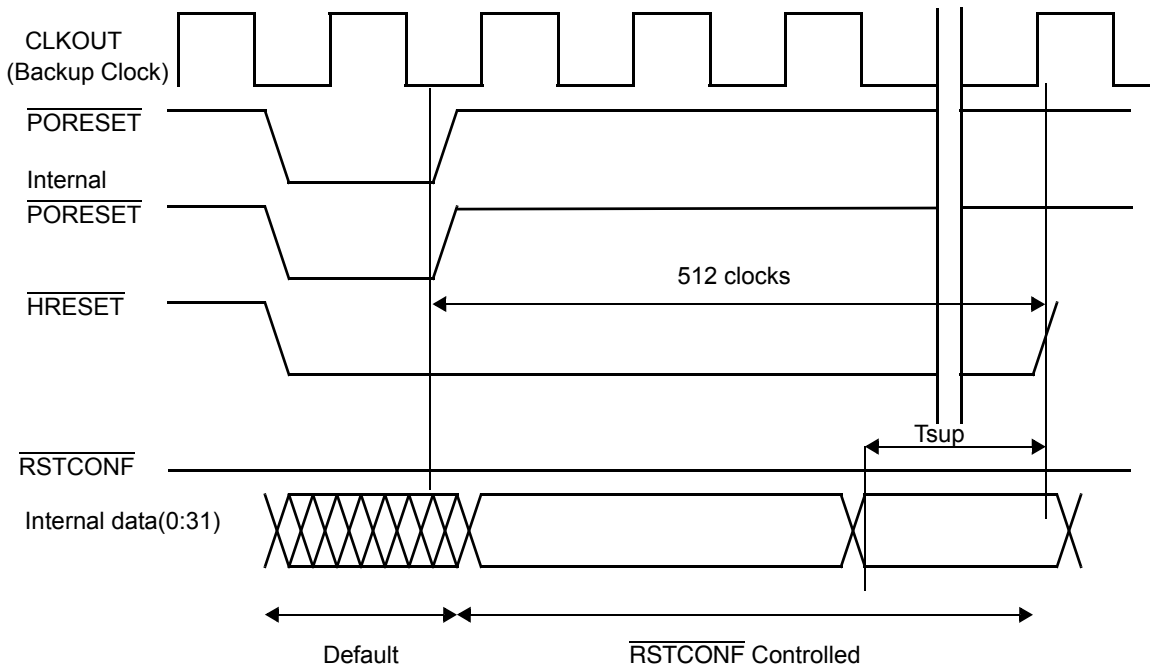 CLKOUT
(Backup Clock)
PORESET
Internal
PORESET
512 clocks
HRESET
Tsup
RSTCONF
Internal data(0:31)
Default
RSTCONF Controlled